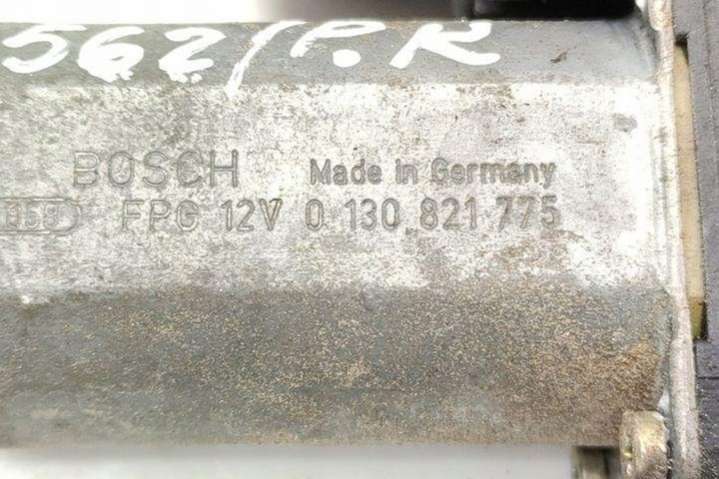 562/P.K
BOSCH Made in Germany
FPG 12V 0 130 821 775